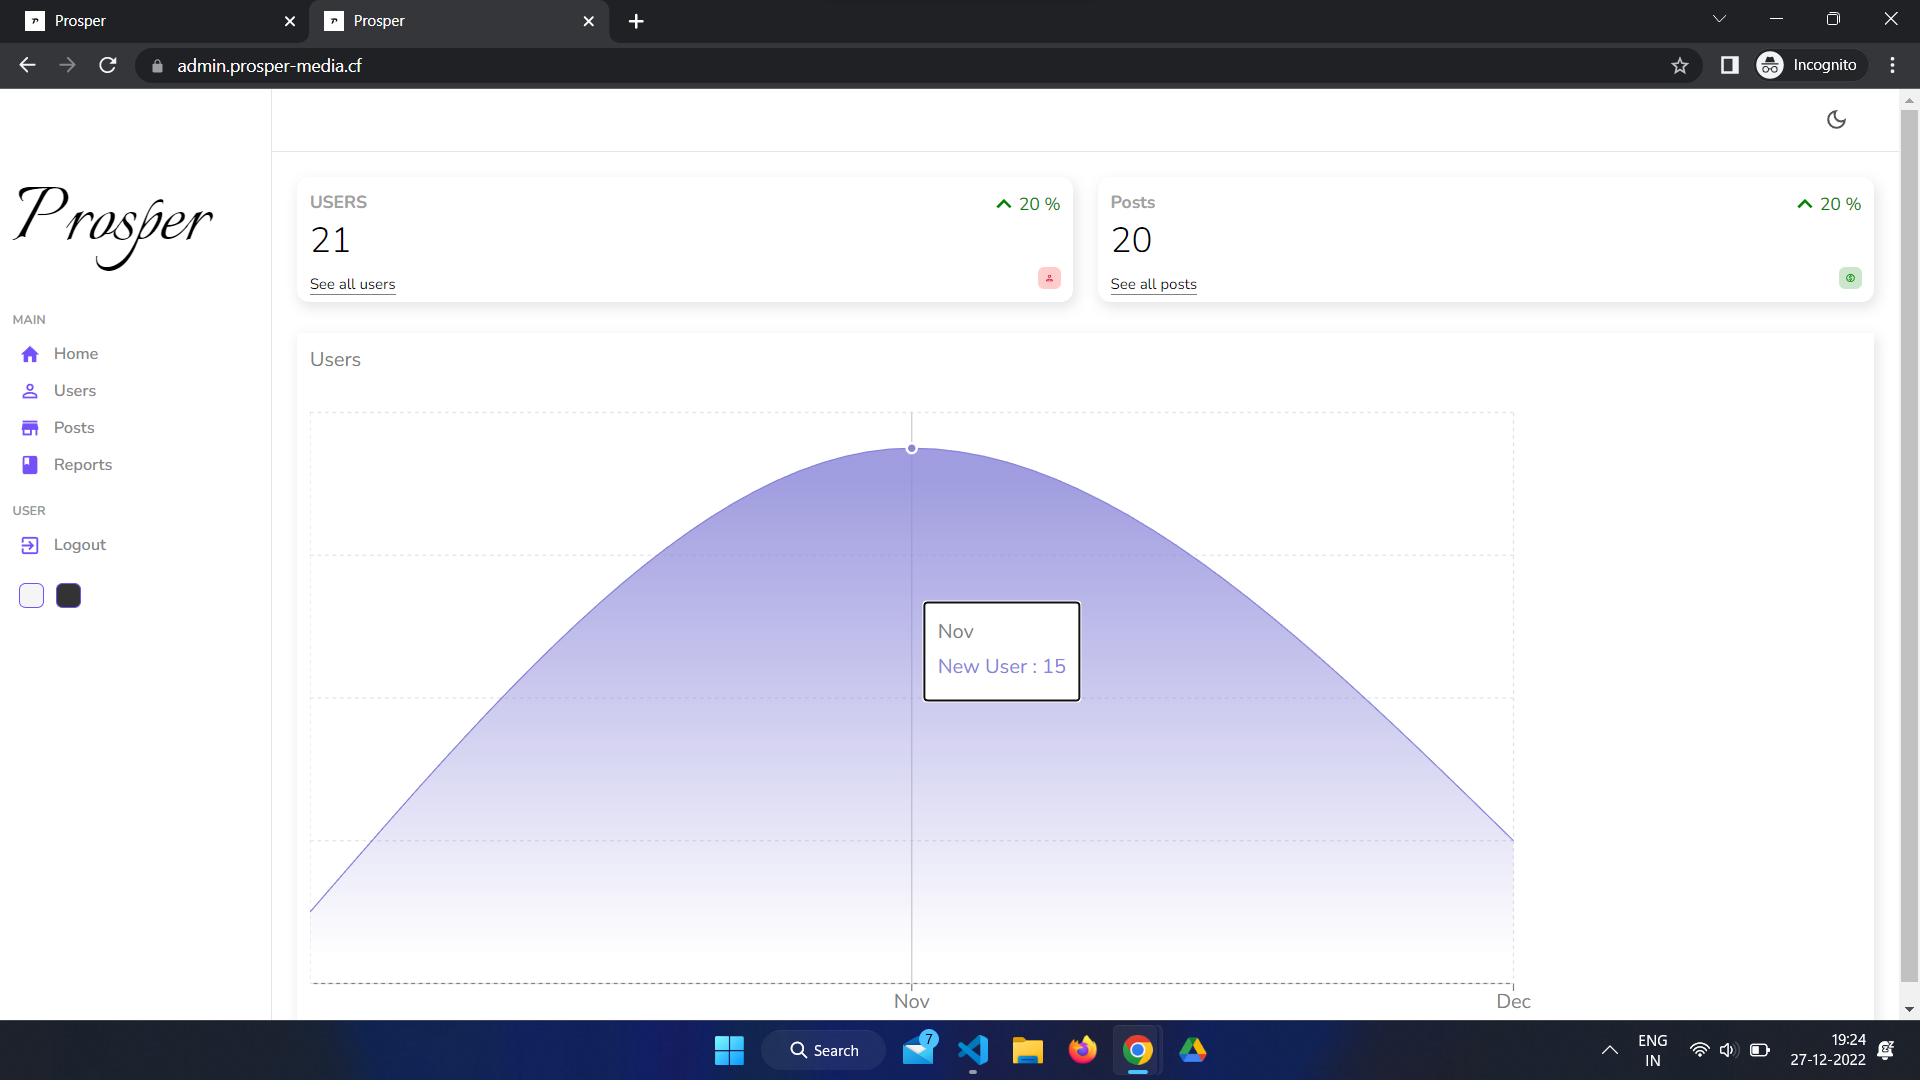 Prosper
Prosper
admin.prosper-media.cf
Incognito
Prosper
MAIN
Home
Users
Posts
Reports
USER
Logout
USERS
20 %
21
See all users
Posts
20 %
20
See all posts
Users
Nov
New User : 15
Nov
Dec
Search
7
ENG
IN
19:24
27-12-2022